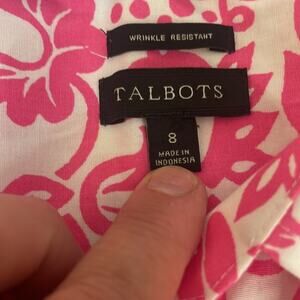 WRINKLE RESISTANT
TALBOTS
8
MADE IN
INDONESIA